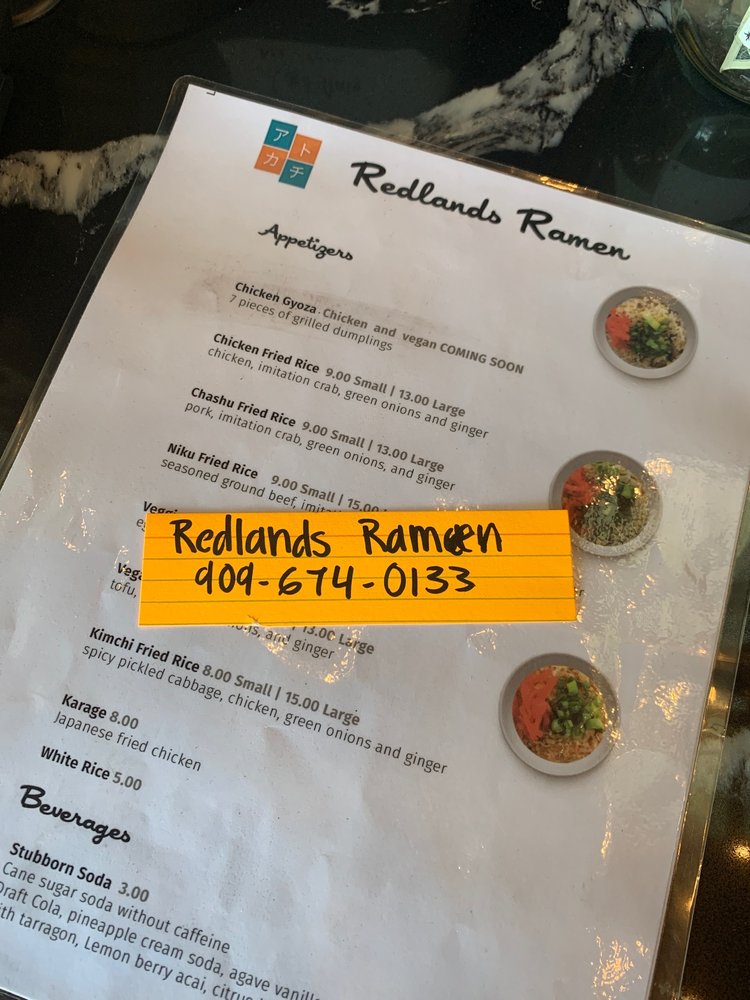 アト
カチ
Redlands Ramen
Appetizers
Chicken Gyoza. Chicken and vegan COMING SOON
7 pieces of grilled dumplings
Chicken Fried Rice 9.00 Small | 13.00 Large
chicken, imitation crab, green onions and ginger
Chashu Fried Rice 9.00 Small | 13.00 Large
pork, imitation crab, green onions, and ginger
Niku Fried Rice 9.00 Small | 15.00
seasoned ground beef,
Redlands Ramen
909-674-0133
tofu,
13.00 Large
and ginger
Kimchi Fried Rice 8.00 Small | 15.00 Large
spicy pickled cabbage, chicken, green onions and ginger
Karage 8.00
Japanese fried chicken
White Rice 5.00
Beverages
Stubborn Soda 3.00
Cane sugar soda without caffeine
Draft Cola, pineapple cream soda, agave vanilla
with tarragon, Lemon berry acai,